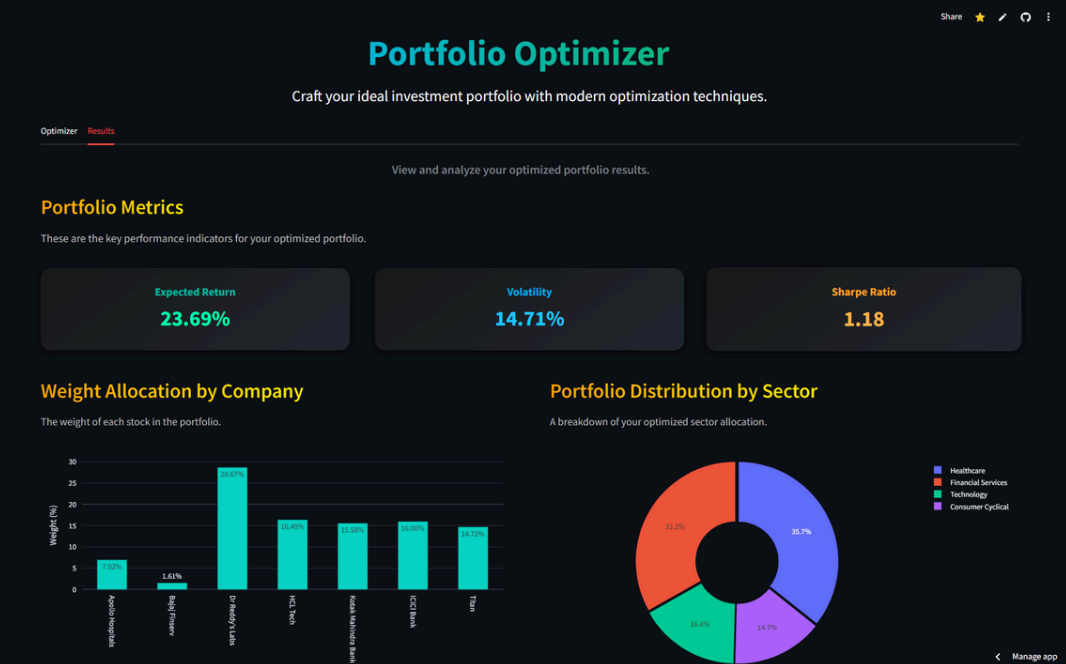 Share
Portfolio Optimizer
Craft your ideal investment portfolio with modern optimization techniques.
Optimizer Results
View and analyze your optimized portfolio results.
Portfolio Metrics
These are the key performance indicators for your optimized portfolio.
Expected Return
23.69%
Volatility
14.71%
Sharpe Ratio
1.18
Weight Allocation by Company
The weight of each stock in the portfolio.
Weight (%)
30
25
20
15
10
5
0
7.02%
1.61%
28.67%
16.40%
15.58%
16.00%
14.72%
Apollo Hospitals
Bajaj Finserv
Dr Reddy's Labs
HCL Tech
Kotak Mahindra Bank
ICICI Bank
Titan
Portfolio Distribution by Sector
A breakdown of your optimized sector allocation.
33.2%
35.7%
16.4%
14.7%
Healthcare
Financial Services
Technology
Consumer Cyclical
Manage app